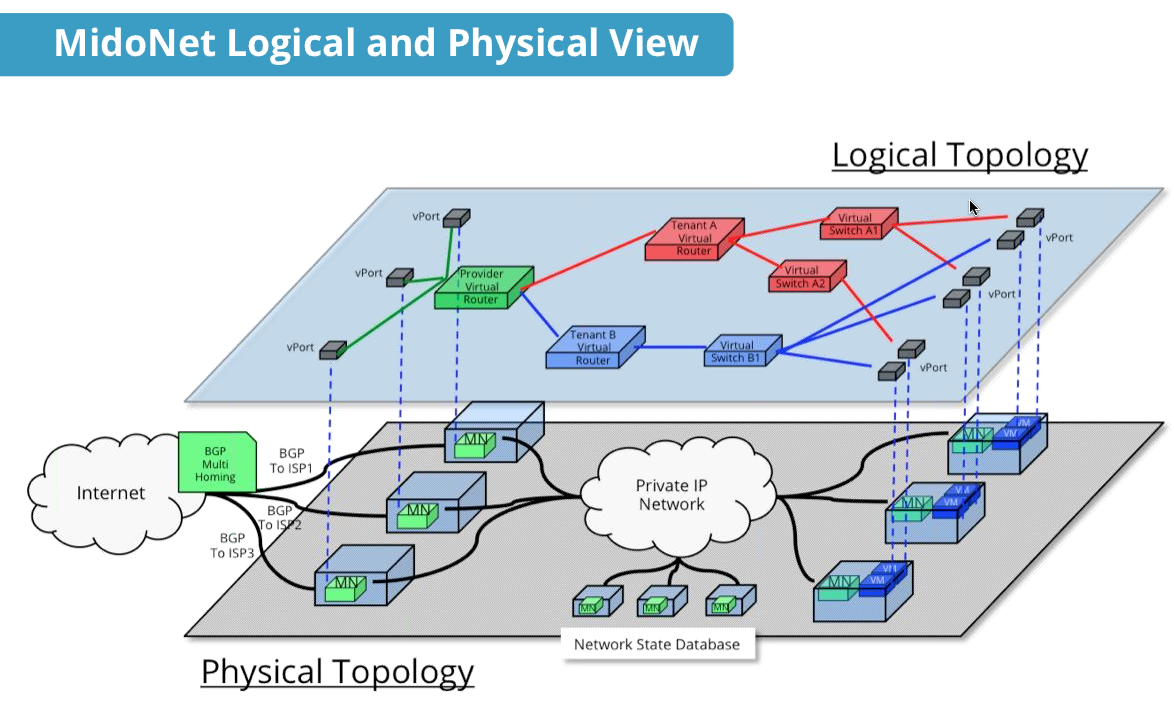 MidoNet Logical and Physical View
Logical Topology
vPort
vPort
vPort
Provider
Virtual
Router
Tenant A
Virtual
Router
Virtual
Switch A1
Virtual
Switch A2
Tenant B
Virtual
Router
Virtual
Switch B1
vPort
vPort
vPort
Internet
BGP
Multi
Homing
BGP
To ISP1
BGP
To ISP2
BGP
To ISP3
MN
MN
MN
Private IP
Network
MN
VM
VM
MN
VM
VM
MN
VM
VM
MN
MN
MN
Network State Database
Physical Topology